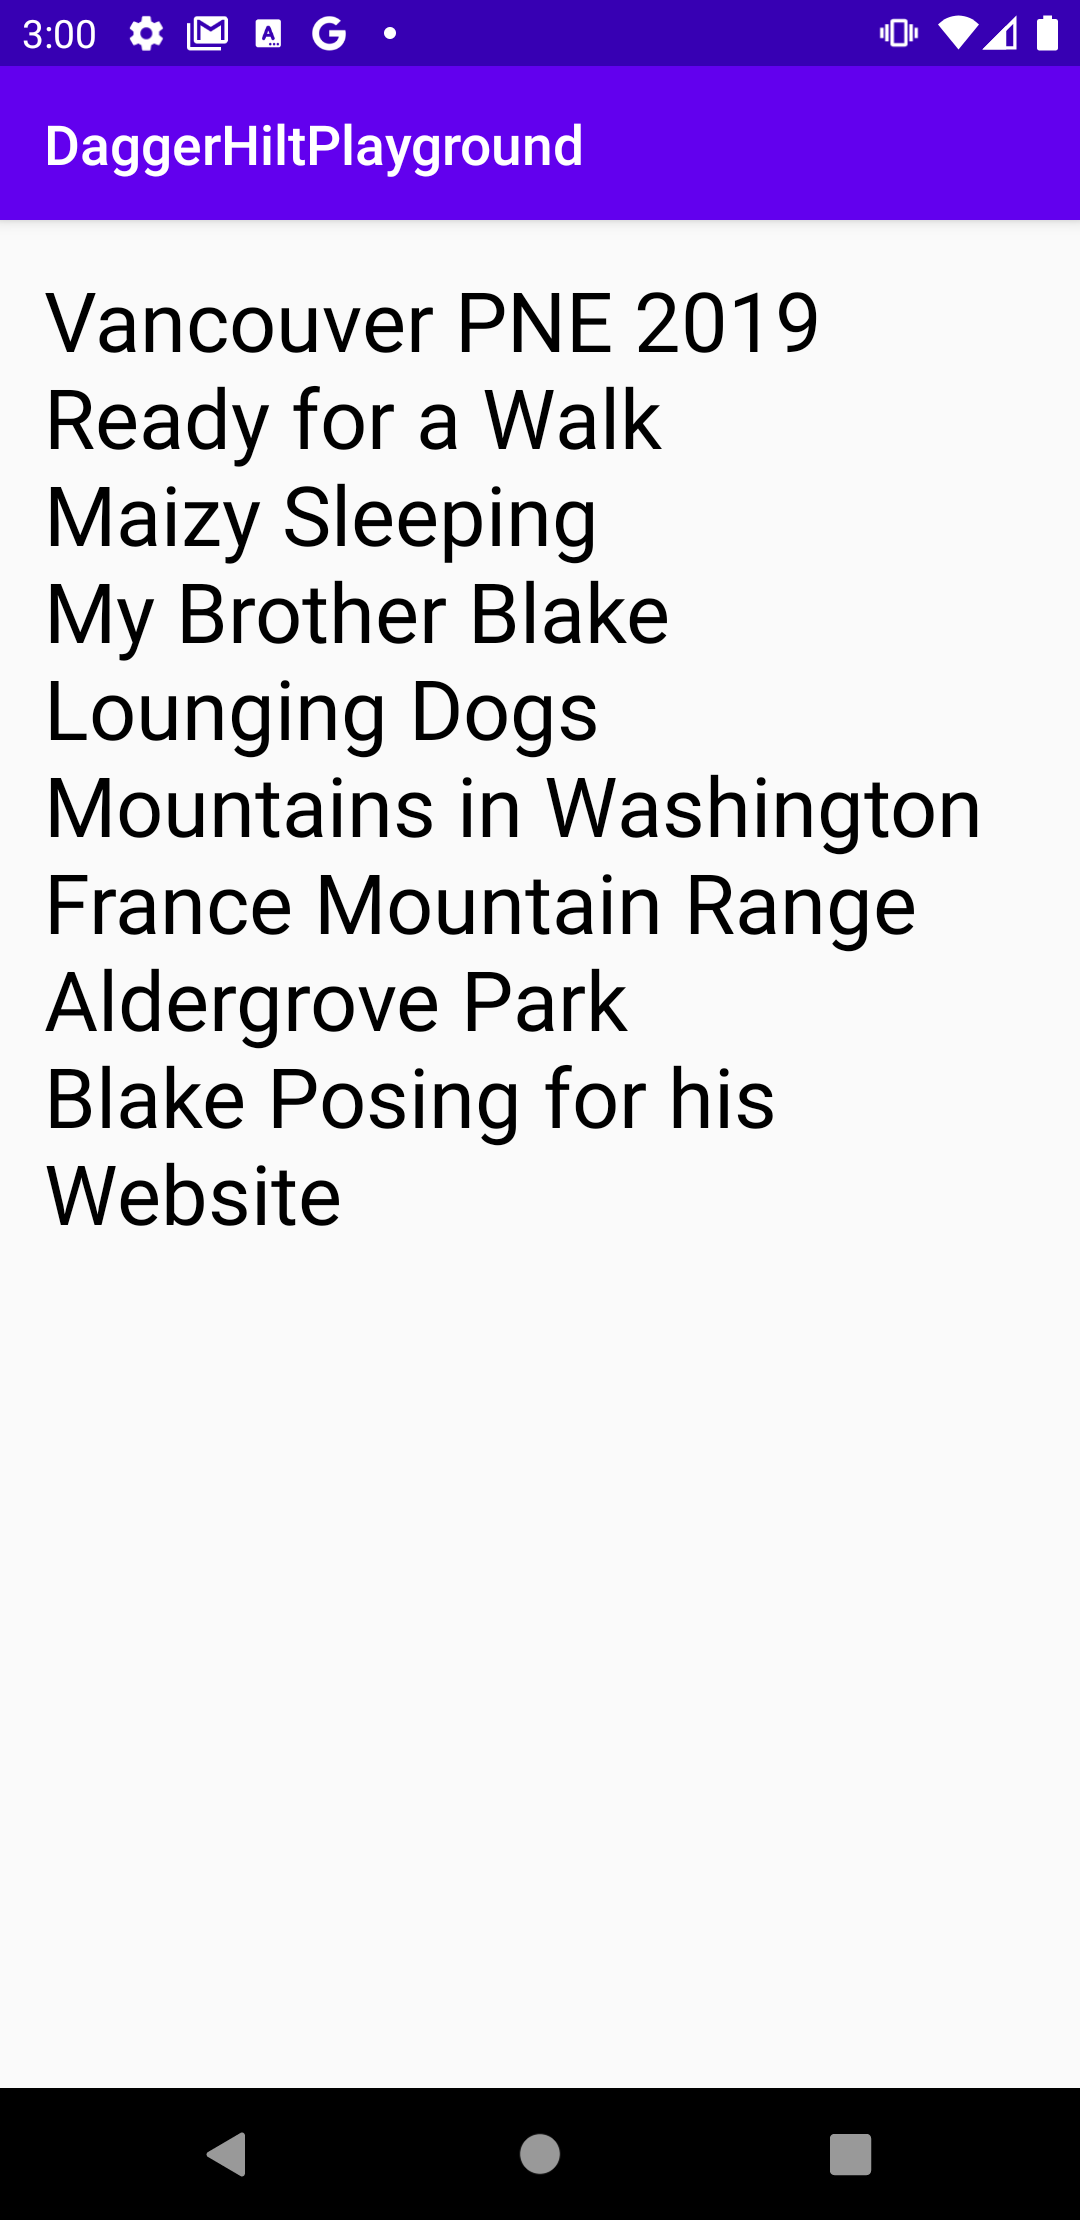 3:00
DaggerHiltPlayground
Vancouver PNE 2019
Ready for a Walk
Maizy Sleeping
My Brother Blake
Lounging Dogs
Mountains in Washington
France Mountain Range
Aldergrove Park
Blake Posing for his
Website